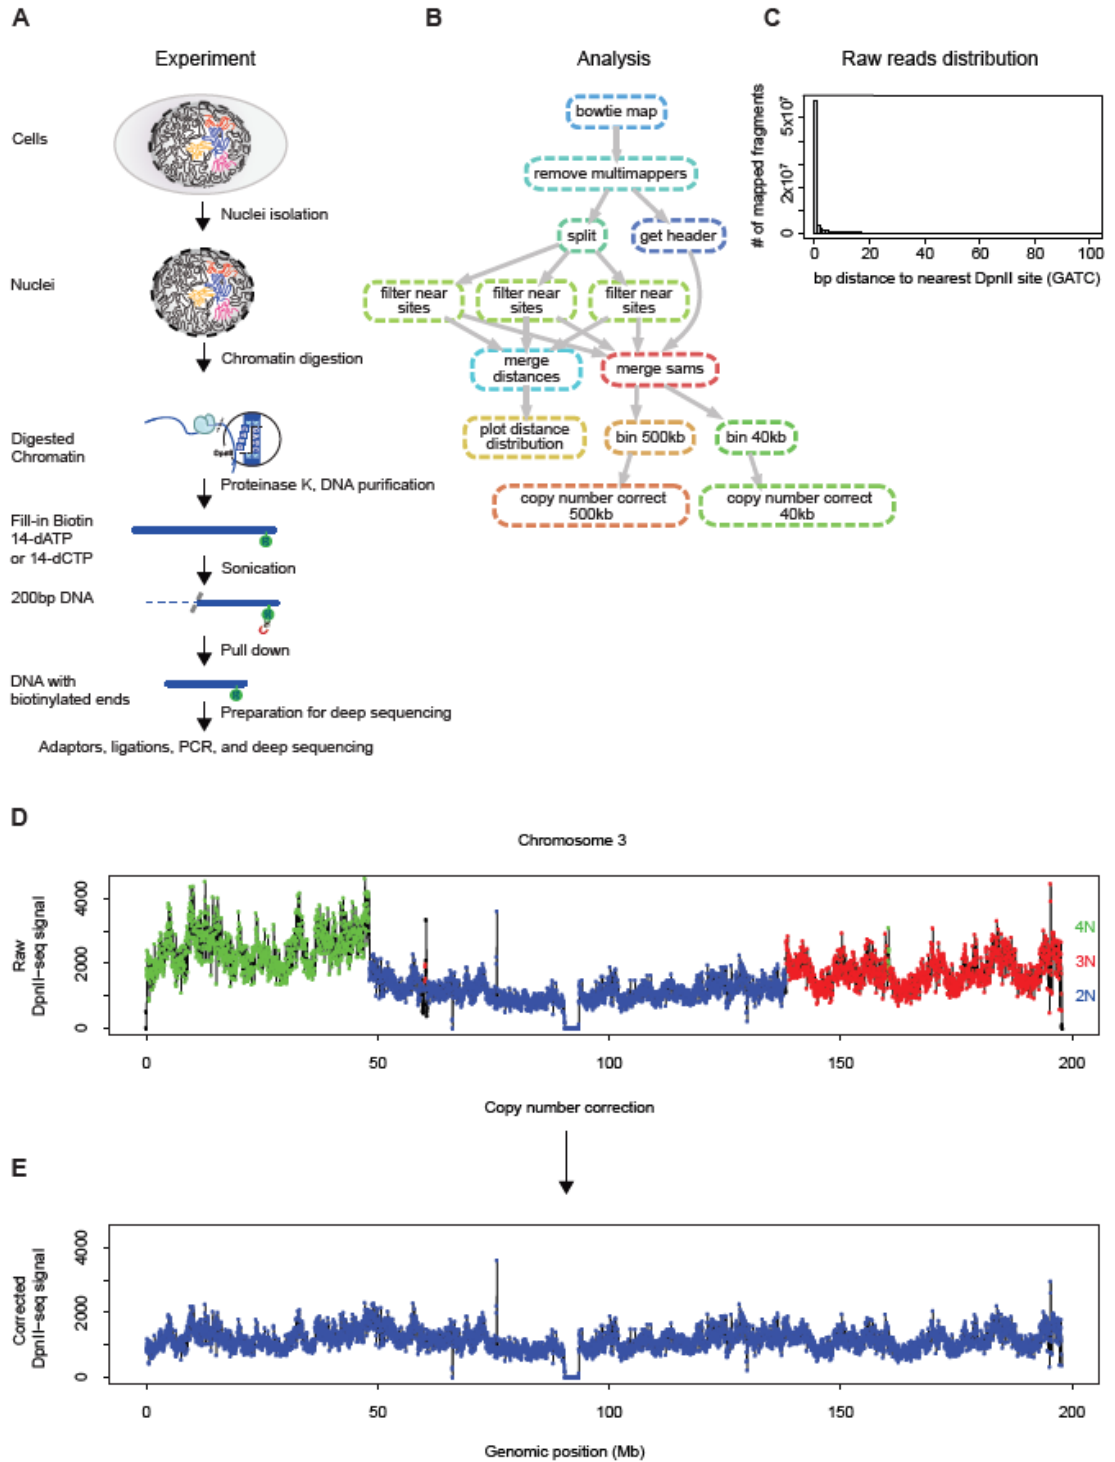 A
Experiment
Cells
Nuclei isolation
Nuclei
Chromatin digestion
Digested
Chromatin
DpnII
Proteinase K, DNA purification
Fill-in Biotin
14-dATP
or 14-dCTP
Sonication
200bp DNA
Pull down
DNA with
biotinylated ends
Preparation for deep sequencing
Adaptors, ligations, PCR, and deep sequencing
B
Analysis
bowtie map
remove multimappers
split
get header
filter near
sites
filter near
sites
filter near
sites
merge
distances
merge sams
plot distance
distribution
bin 500kb
bin 40kb
copy number correct
500kb
copy number correct
40kb
C
Raw reads distribution
# of mapped fragments
5x10⁷
2x10⁷
0
0 20 40 60 80 100
bp distance to nearest DpnII site (GATC)
D
Chromosome 3
Raw
DpnII-seq signal
4000
2000
0
4N
3N
2N
0 50 100 150 200
Copy number correction
E
Corrected
DpnII-seq signal
4000
2000
0
0 50 100 150 200
Genomic position (Mb)